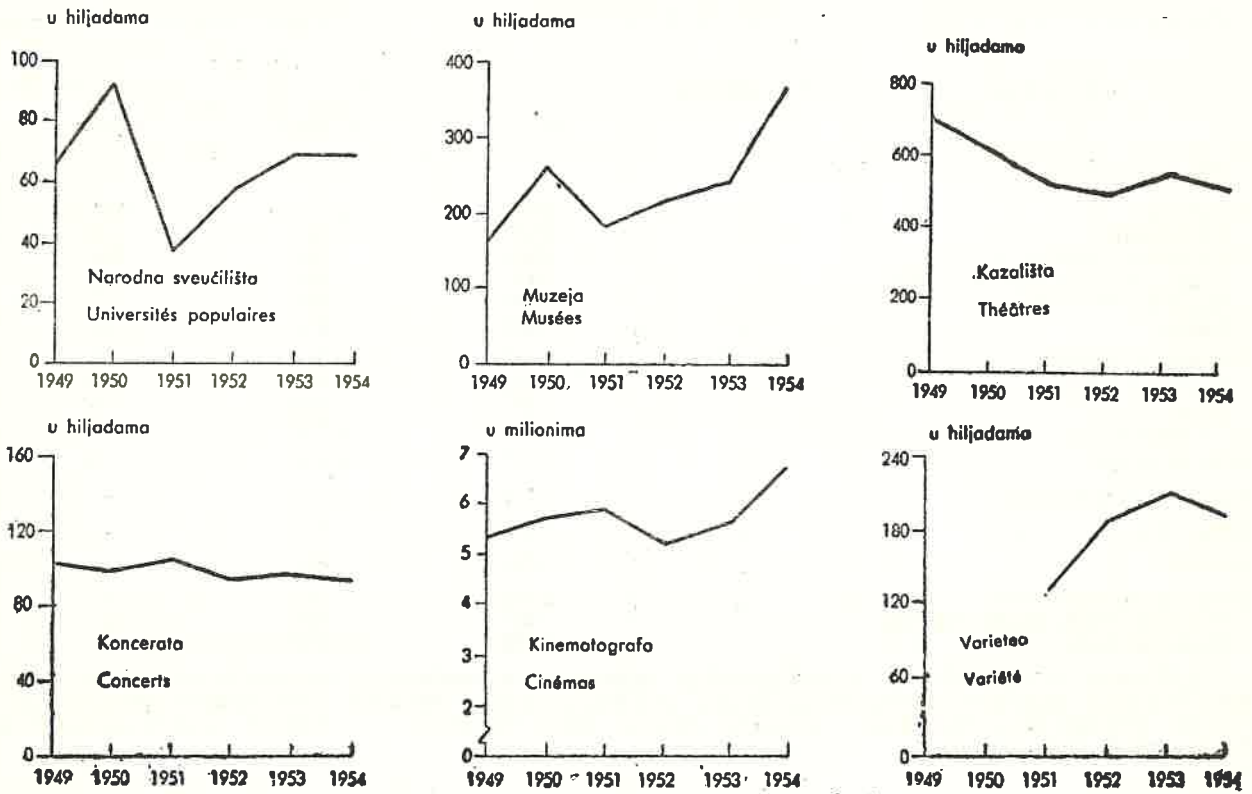 u hiljadama
100
80
60
40
20
0
Narodna sveučilišta
Universités populaires
1949 1950 1951 1952 1953 1954
u hiljadama
400
300
200
100
0
Muzeja
Musées
1949 1950. 1951 1952 1953 1954
u hiljadama
800
600
400
200
0
Kazališta
Théâtres
1949 1950 1951 1952 1953 1954
u hiljadama
160
120
80
40
0
Koncerata
Concerts
1949 1950 1951 1952 1953 1954
u milionima
7
6
5
4
3
2
0
Kinematografa
Cinémas
1949 1950 1951 1952 1953 1954
u hiljadama
240
180
120
60
0
Varietea
Variété
1949 1950 1951 1952 1953 1954